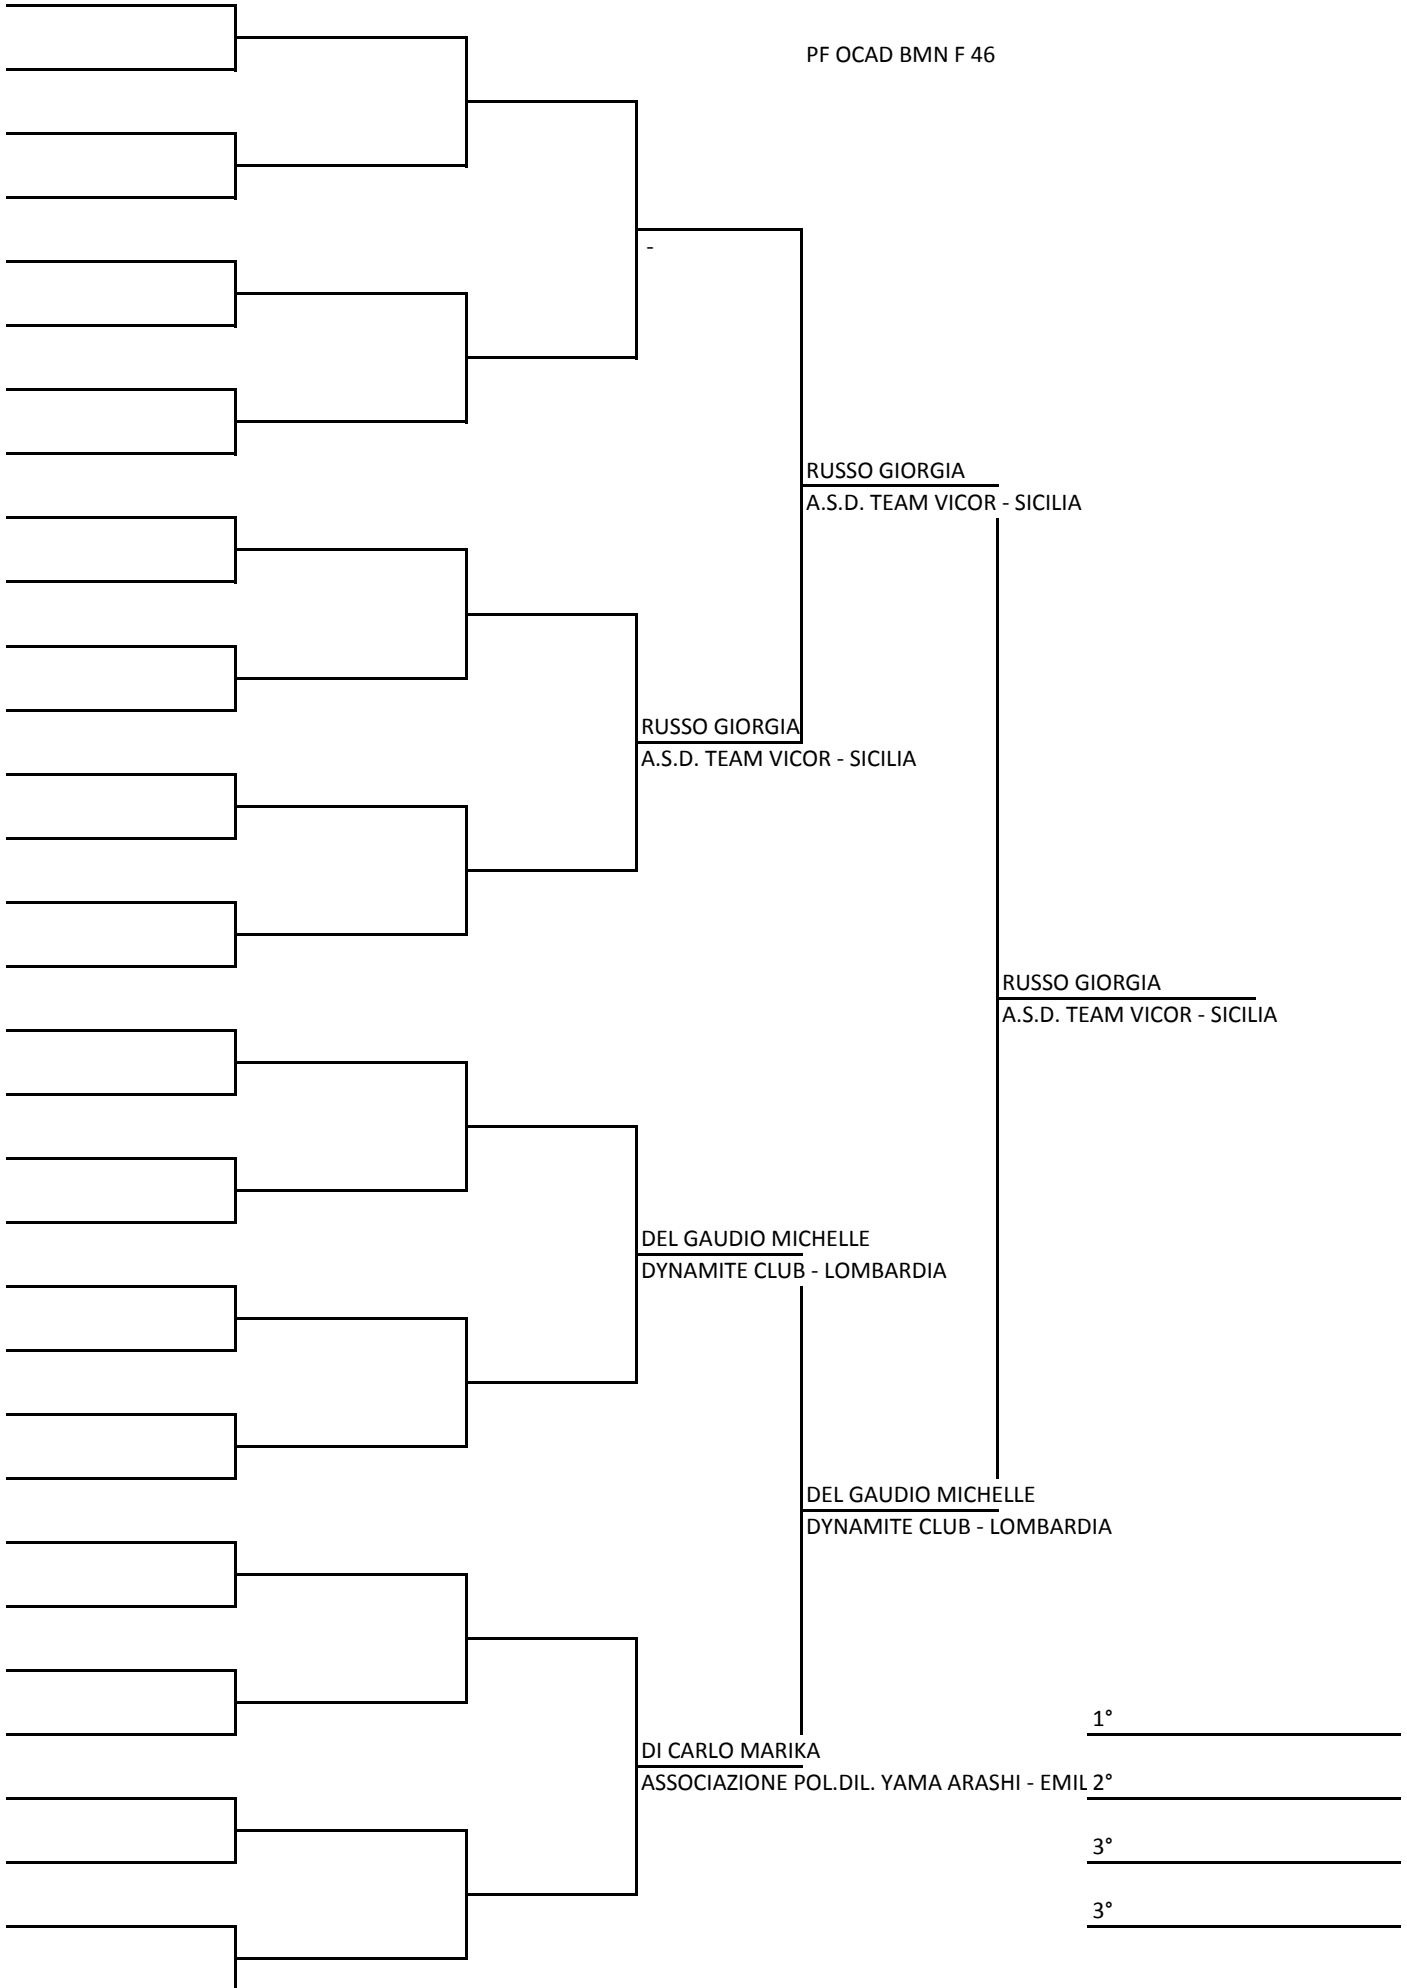 PF OCAD BMN F 46
-
RUSSO GIORGIA
A.S.D. TEAM VICOR - SICILIA
RUSSO GIORGIA
A.S.D. TEAM VICOR - SICILIA
RUSSO GIORGIA
A.S.D. TEAM VICOR - SICILIA
DEL GAUDIO MICHELLE
DYNAMITE CLUB - LOMBARDIA
DEL GAUDIO MICHELLE
DYNAMITE CLUB - LOMBARDIA
1°
DI CARLO MARIKA
ASSOCIAZIONE POL.DIL. YAMA ARASHI - EMIL
2°
3°
3°